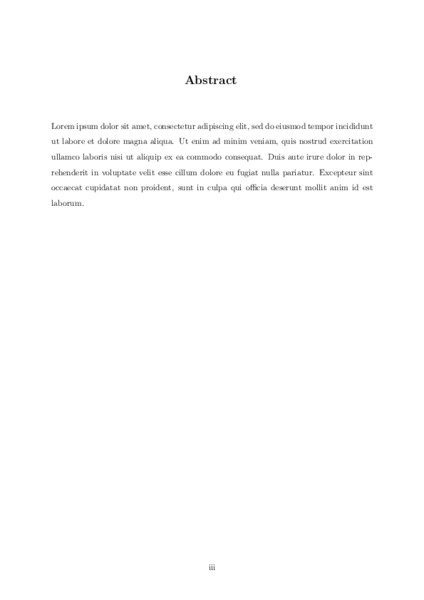 Abstract
Lorem ipsum dolor sit amet, consectetur adipiscing elit, sed do eiusmod tempor incididunt
ut labore et dolore magna aliqua. Ut enim ad minim veniam, quis nostrud exercitation
ullamco laboris nisi ut aliquip ex ea commodo consequat. Duis aute irure dolor in rep-
rehenderit in voluptate velit esse cillum dolore eu fugiat nulla pariatur. Excepteur sint
occaecat cupidatat non proident, sunt in culpa qui officia deserunt mollit anim id est
laborum.
iii